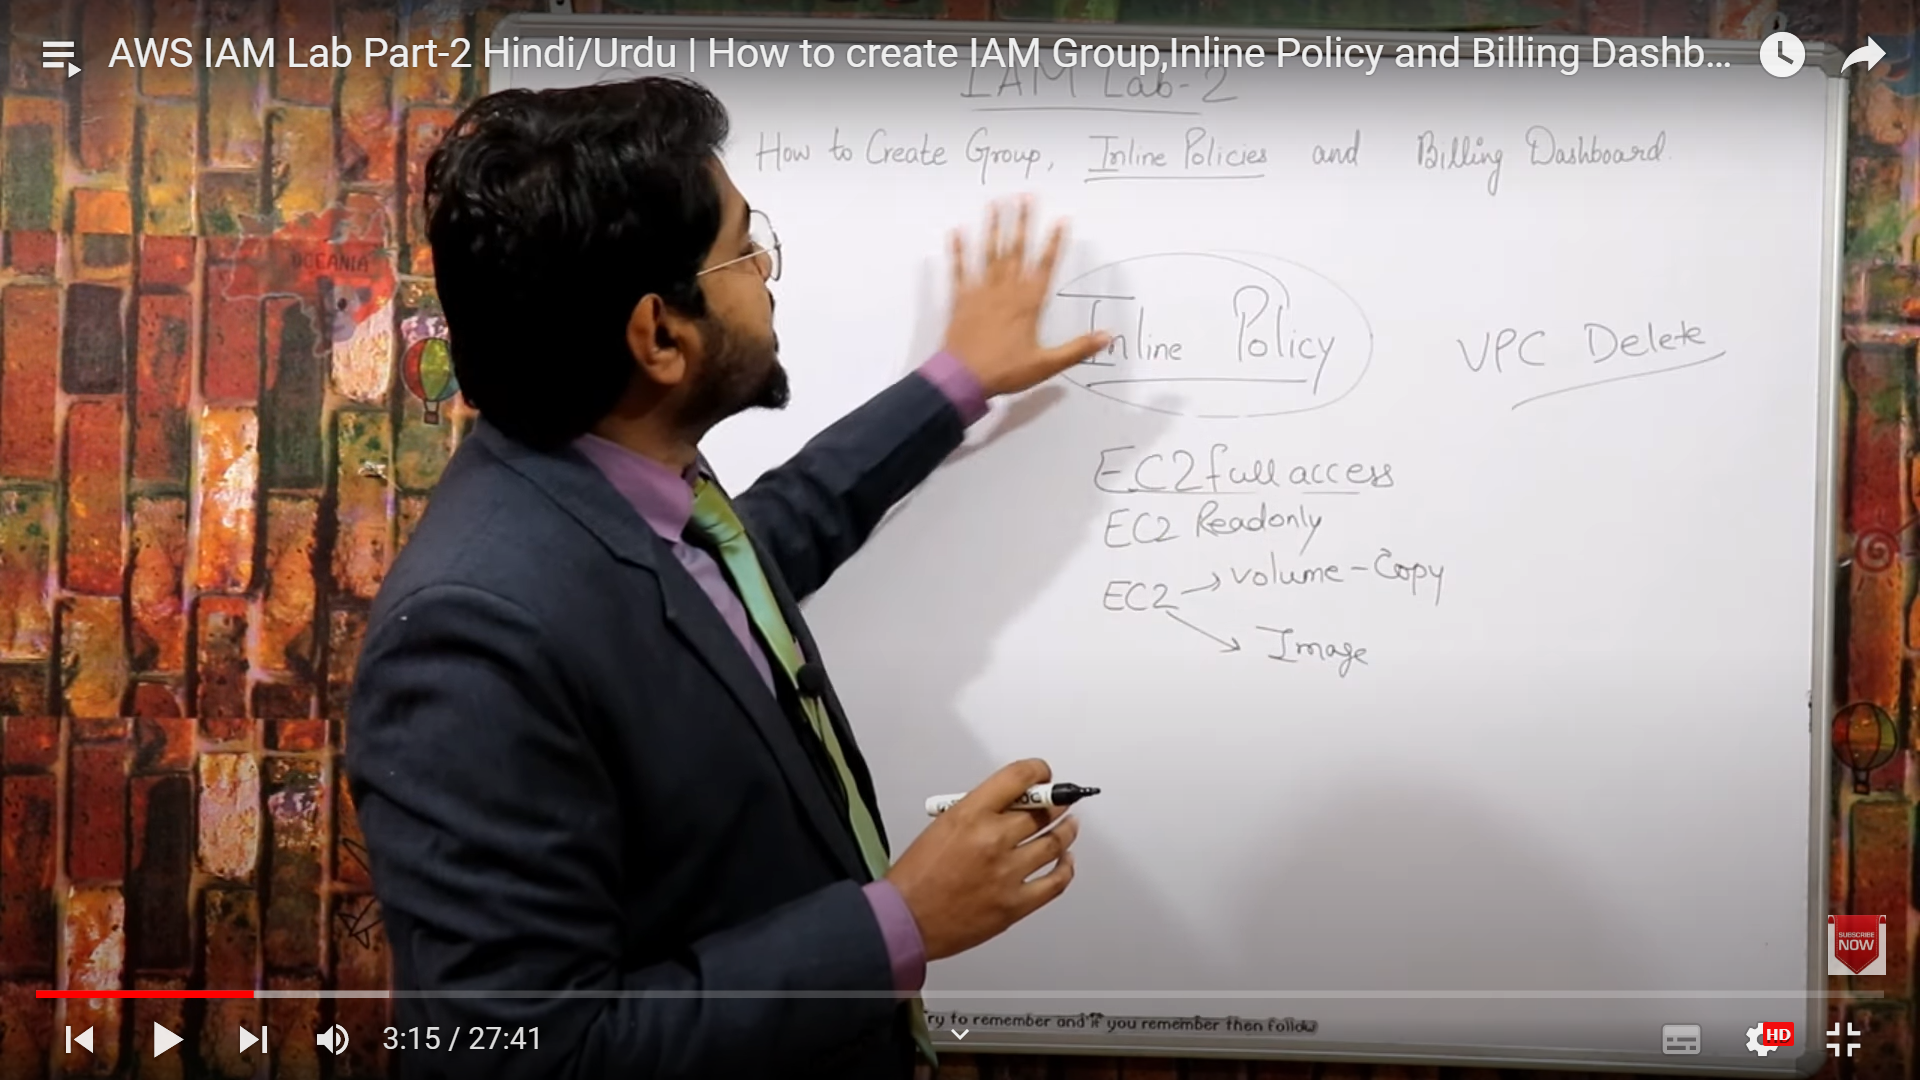 AWS IAM Lab Part-2 Hindi/Urdu | How to create IAM Group,Inline Policy and Billing Dashb...
IAM Lab-2
How to Create Group, Inline Policies and Billing Dashboard.
OCEANIA
Inline Policy
VPC Delete
EC2 full access
EC2 Readonly
EC2 → Volume - Copy
→ Image
SUBSCRIBE
NOW
3:15 / 27:41
HD
ry to remember and if you remember then follow